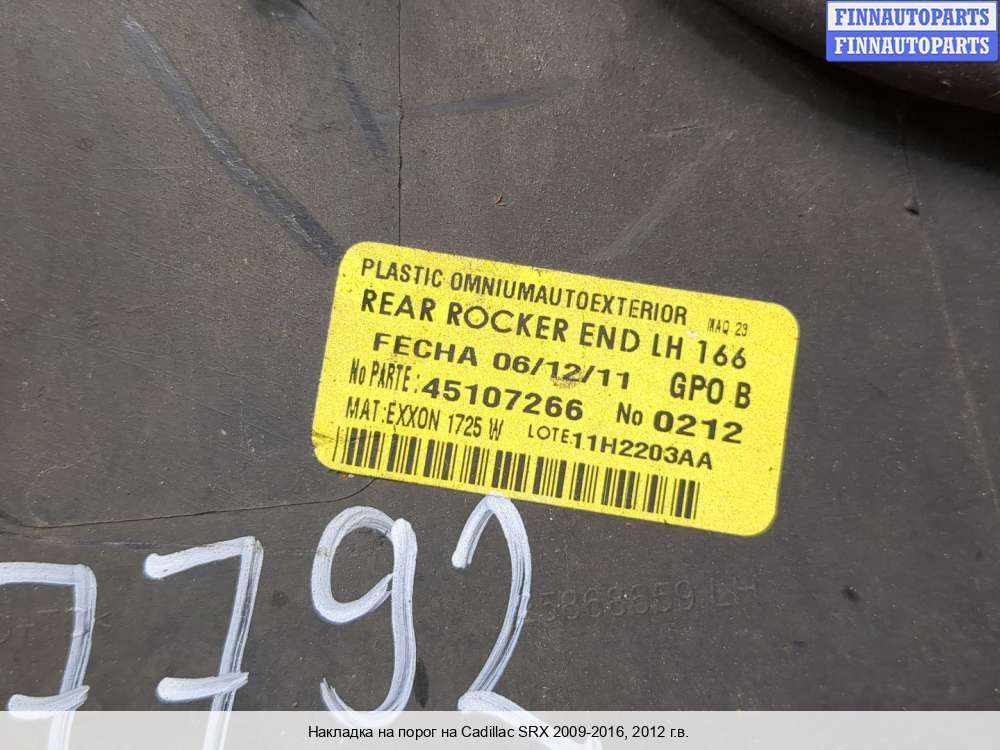 FINNAUTOPARTS
FINNAUTOPARTS
PLASTIC OMNIUMAUTOEXTERIOR MAQ 23
REAR ROCKER END LH 166
FECHA 06/12/11 GPO B
No PARTE: 45107266 No 0212
MAT:EXXON 1725 W LOTE:11H2203AA
7792
LH
Накладка на порог на Cadillac SRX 2009-2016, 2012 г.в.